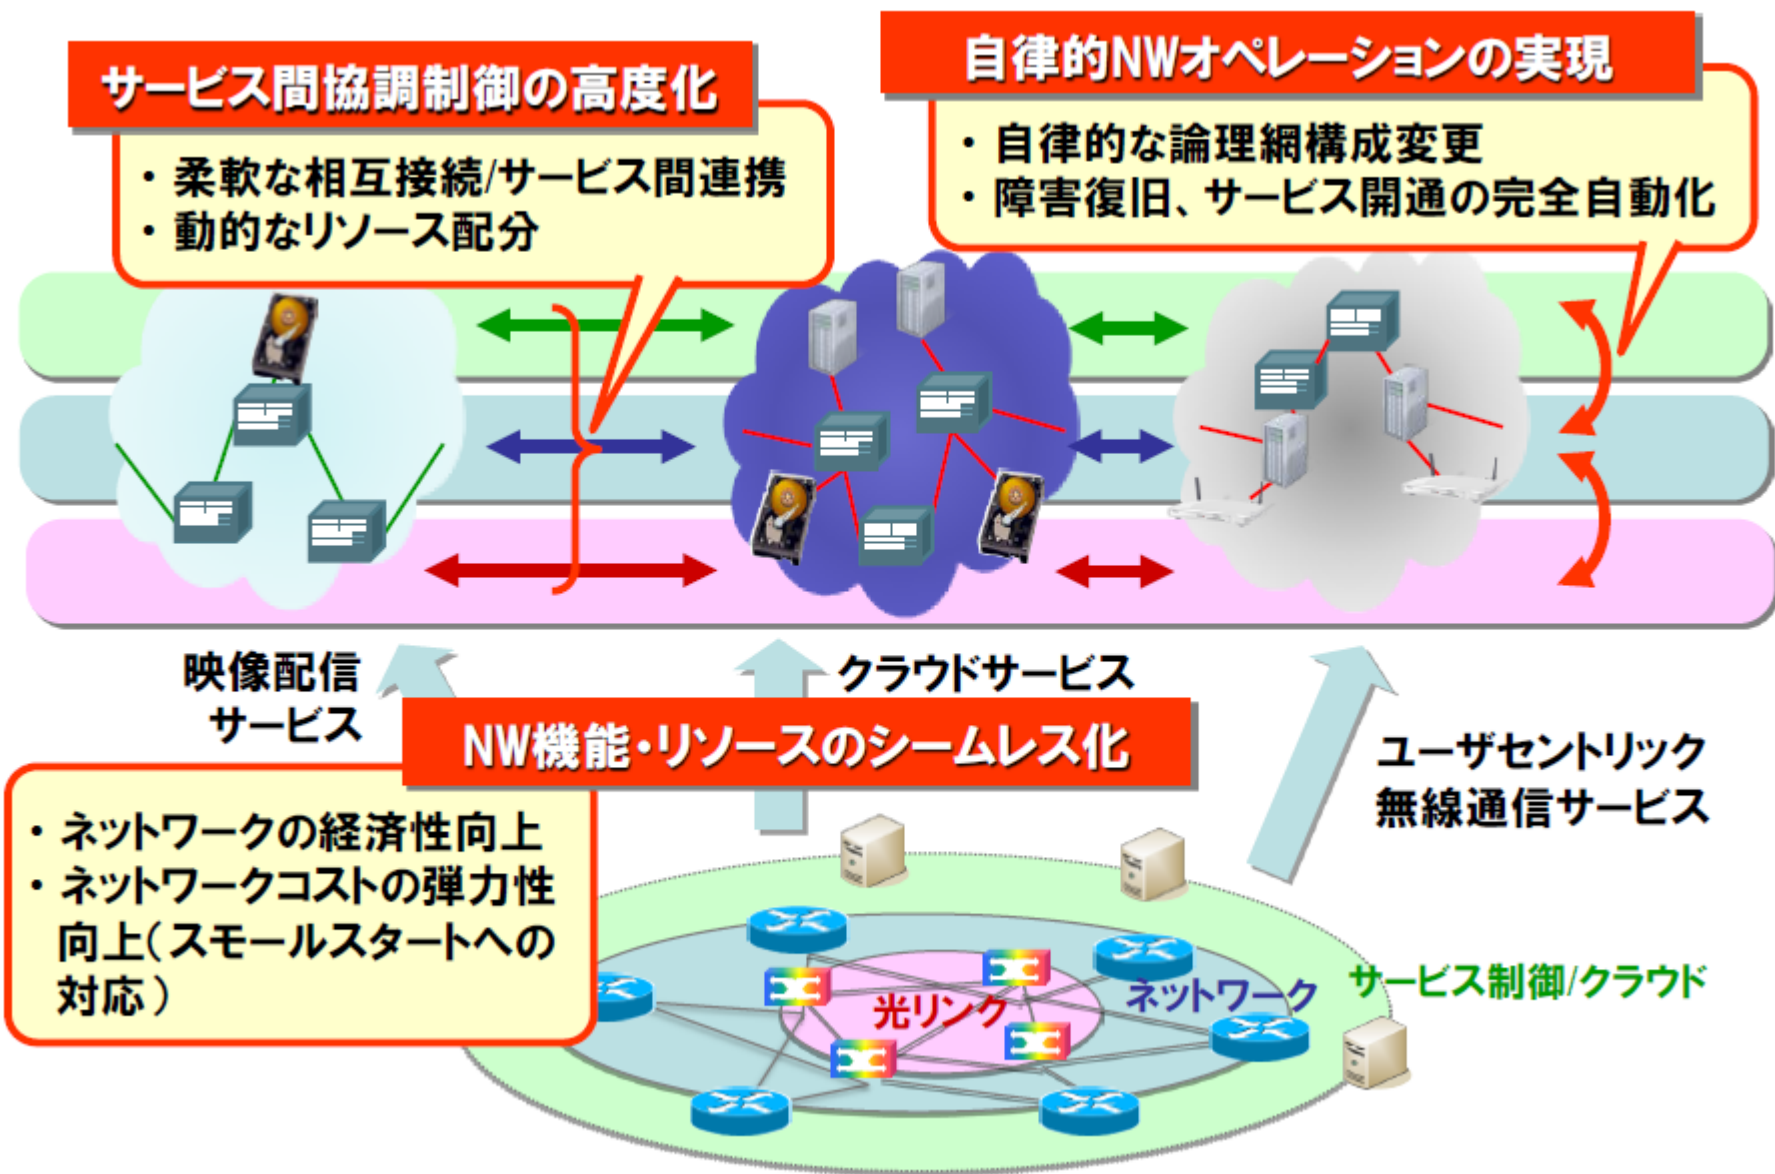 サービス間協調制御の高度化
・柔軟な相互接続/サービス間連携
・動的なリソース配分
自律的NWオペレーションの実現
・自律的な論理網構成変更
・障害復旧、サービス開通の完全自動化
映像配信
サービス
クラウドサービス
ユーザセントリック
無線通信サービス
NW機能・リソースのシームレス化
・ネットワークの経済性向上
・ネットワークコストの弾力性
向上(スモールスタートへの
対応)
光リンク
ネットワーク
サービス制御/クラウド